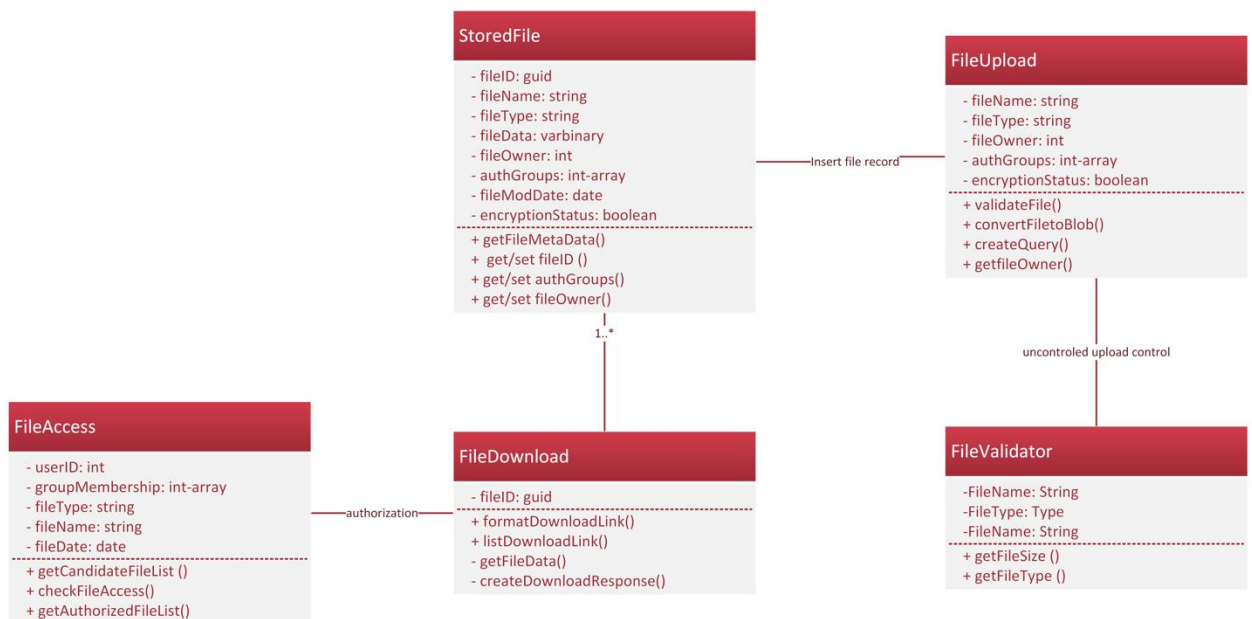 StoredFile
- fileID: guid
- fileName: string
- fileType: string
- fileData: varbinary
- fileOwner: int
- authGroups: int-array
- fileModDate: date
- encryptionStatus: boolean
+ getFileMetaData()
+ get/set fileID ()
+ get/set authGroups()
+ get/set fileOwner()
Insert file record
FileUpload
- fileName: string
- fileType: string
- fileOwner: int
- authGroups: int-array
- encryptionStatus: boolean
+ validateFile()
+ convertFiletoBlob()
+ createQuery()
+ getfileOwner()
1..*
uncontroled upload control
FileAccess
- userID: int
- groupMembership: int-array
- fileType: string
- fileName: string
- fileDate: date
+ getCandidateFileList ()
+ checkFileAccess()
+ getAuthorizedFileList()
authorization
FileDownload
- fileID: guid
+ formatDownloadLink()
+ listDownloadLink()
- getFileData()
- createDownloadResponse()
FileValidator
-FileName: String
-FileType: Type
-FileName: String
+ getFileSize ()
+ getFileType ()